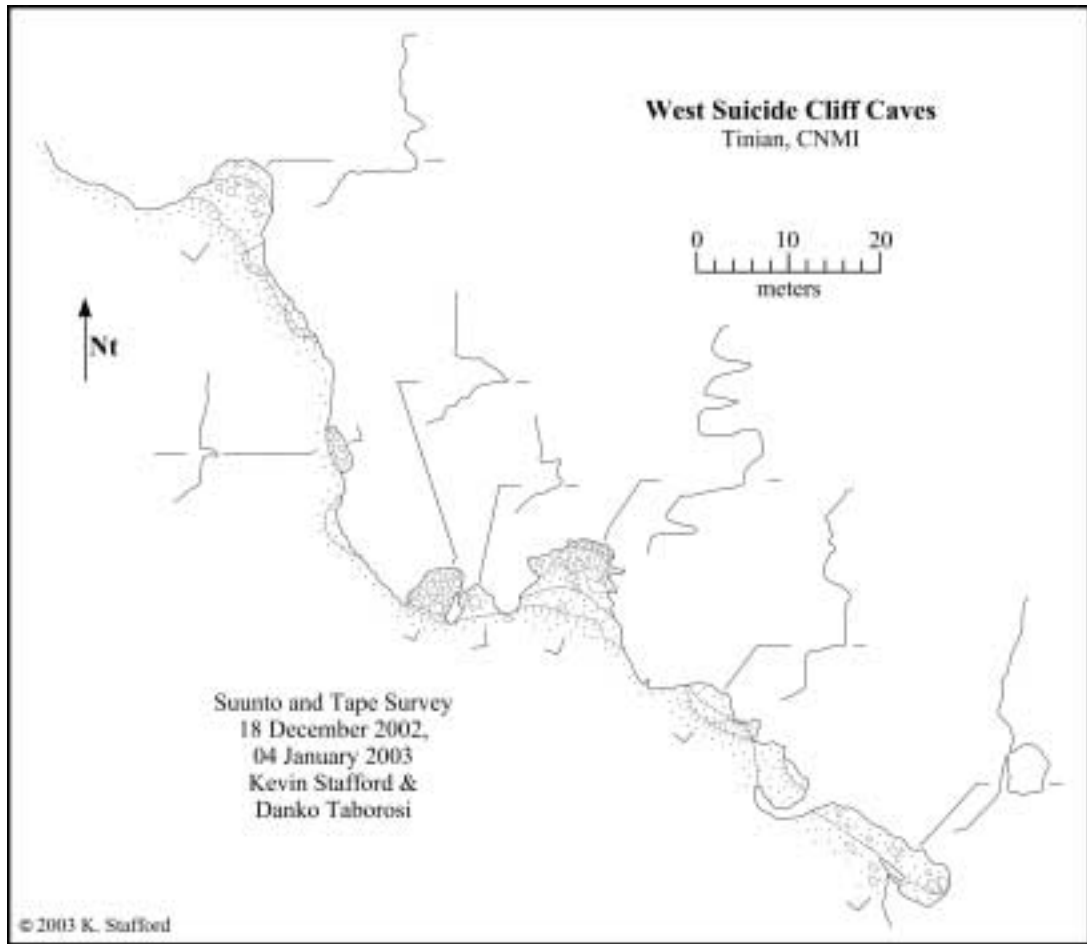 West Suicide Cliff Caves
Tinian, CNMI
0 10 20
meters
Nt
Suunto and Tape Survey
18 December 2002,
04 January 2003
Kevin Stafford &
Danko Taborosi
© 2003 K. Stafford